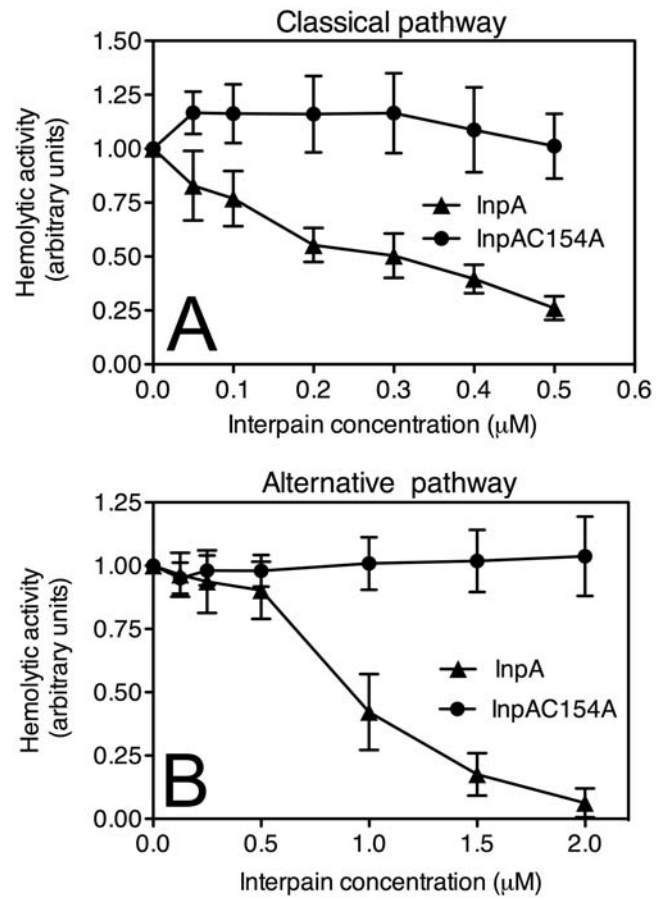 Classical pathway
1.50
1.25
1.00
0.75
0.50
0.25
0.00
Hemolytic activity
(arbitrary units)
InpA
InpAC154A
A
0.0 0.1 0.2 0.3 0.4 0.5 0.6
Interpain concentration (μM)
Alternative pathway
1.25
1.00
0.75
0.50
0.25
0.00
Hemolytic activity
(arbitrary units)
InpA
InpAC154A
B
0.0 0.5 1.0 1.5 2.0
Interpain concentration (μM)